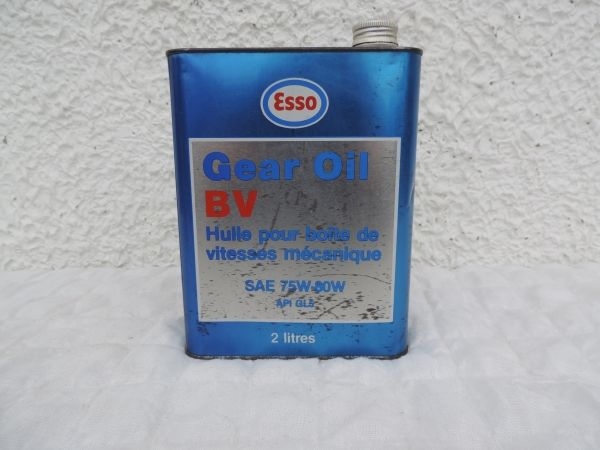 Esso
Gear Oil
BV
Huile pour boîte de
vitesses mécanique
SAE 75W-80W
API GL5
2 litres